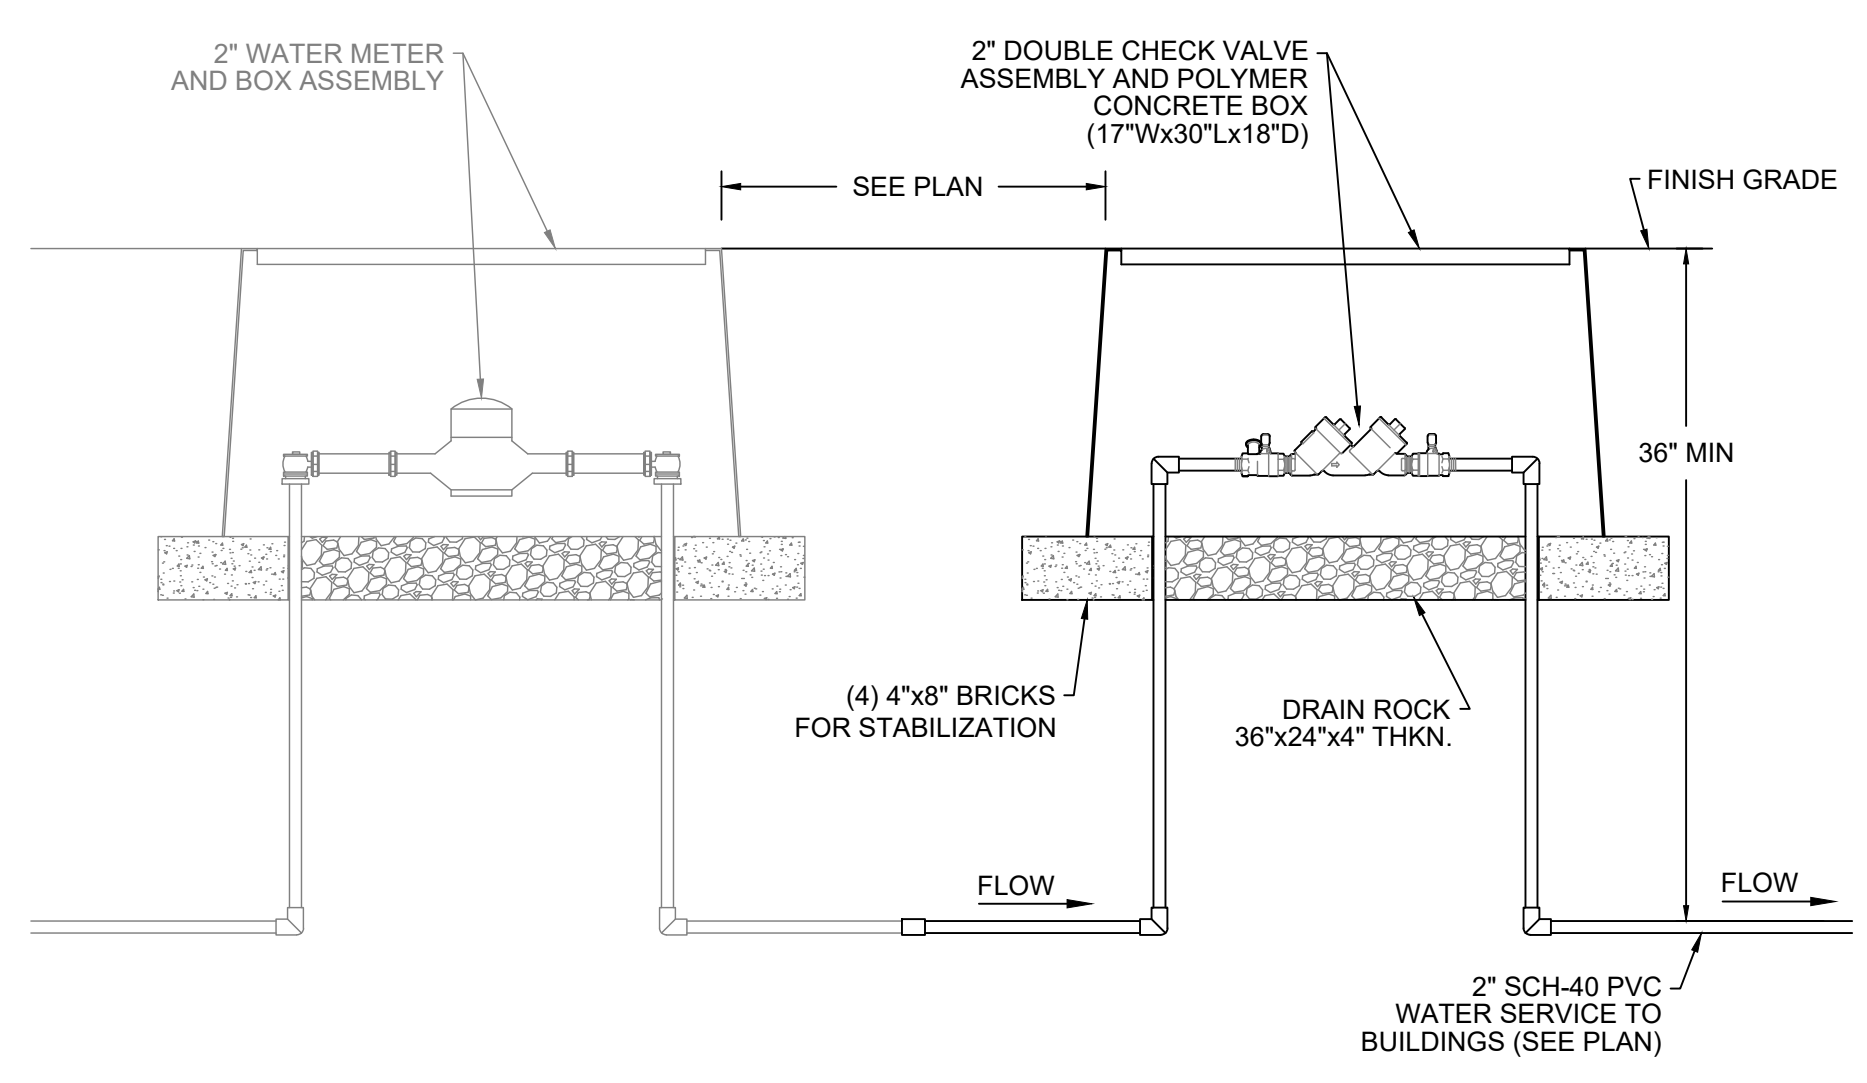 2" WATER METER
AND BOX ASSEMBLY
2" DOUBLE CHECK VALVE
ASSEMBLY AND POLYMER
CONCRETE BOX
(17"Wx30"Lx18"D)
SEE PLAN
FINISH GRADE
36" MIN
(4) 4"x8" BRICKS
FOR STABILIZATION
DRAIN ROCK
36"x24"x4" THKN.
FLOW
FLOW
2" SCH-40 PVC
WATER SERVICE TO
BUILDINGS (SEE PLAN)